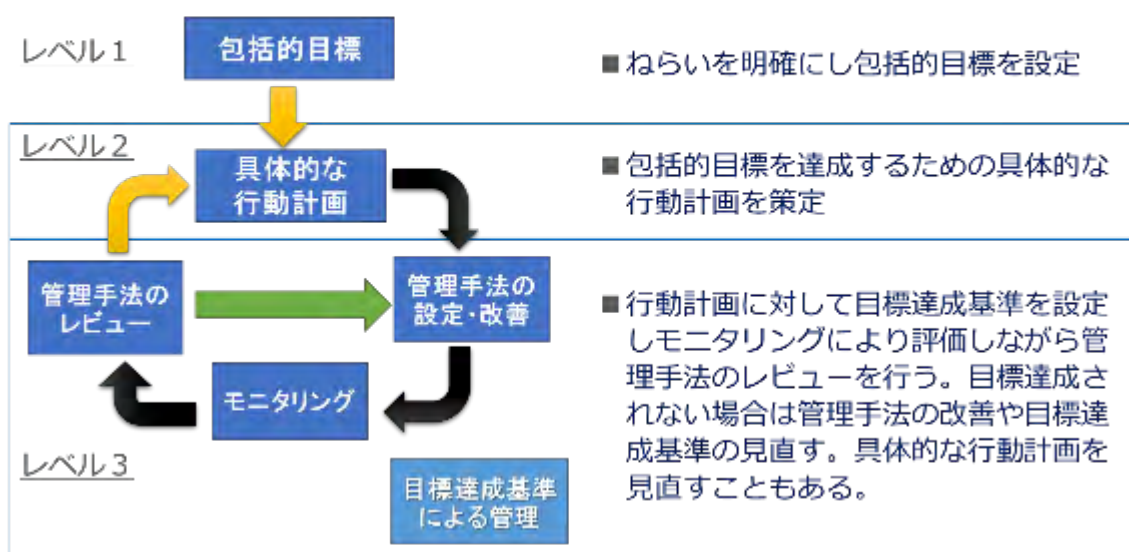 レベル1
包括的目標
■ねらいを明確にし包括的目標を設定
レベル2
具体的な
行動計画
■包括的目標を達成するための具体的な
行動計画を策定
管理手法の
レビュー
管理手法の
設定・改善
モニタリング
レベル3
目標達成基準
による管理
■行動計画に対して目標達成基準を設定
しモニタリングにより評価しながら管
理手法のレビューを行う。目標達成さ
れない場合は管理手法の改善や目標達
成基準の見直す。具体的な行動計画を
見直すこともある。